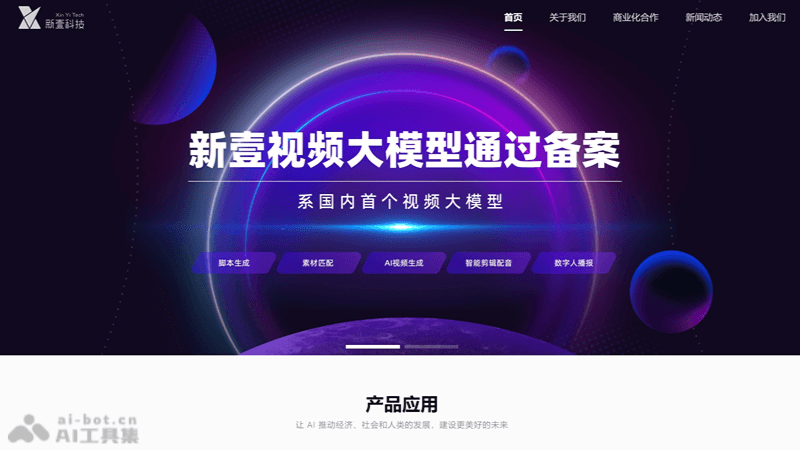 Xin Yi Tech
新壹科技
首页 关于我们 商业化合作 新闻动态 加入我们
新壹视频大模型通过备案
系国内首个视频大模型
脚本生成 素材匹配 AI视频生成 智能剪辑配音 数字人播报
产品应用
让 AI 推动经济、社会和人类的发展，建设更美好的未来
ai-bot.cn
AI工具集